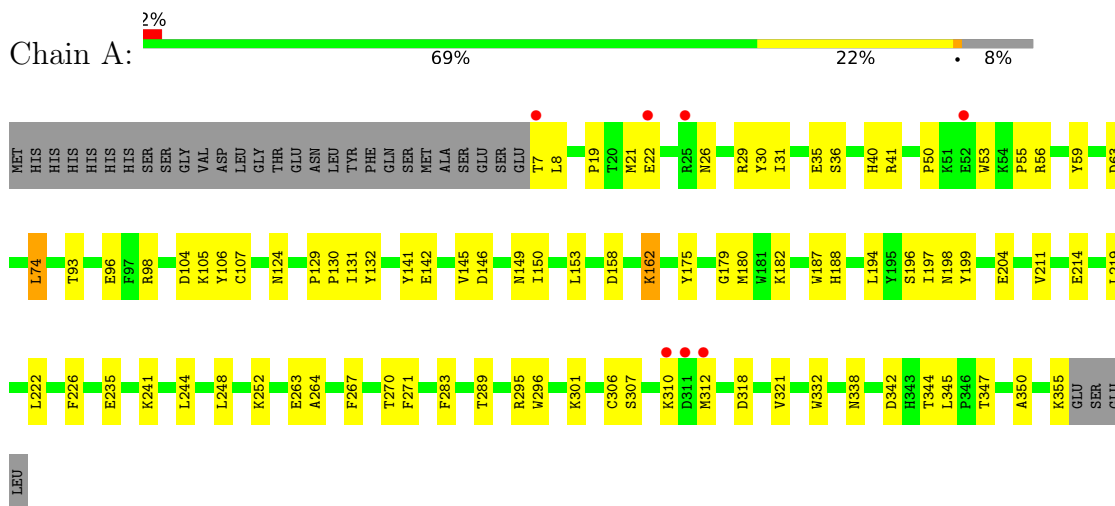 2%
Chain A:
69% 22% • 8%
MET HIS HIS HIS HIS HIS HIS SER SER GLY VAL ASP LEU GLY THR GLU ASN LEU TYR PHE GLN SER MET ALA SER GLU SER GLU T7 L8 P19 T20 M21 E22 R25 N26 R29 Y30 I31 E35 S36 H40 R41 P50 K51 E52 W53 K54 P55 R56 Y59 D63
L74 T93 E96 F97 R98 D104 K105 Y106 C107 N124 P129 P130 I131 Y132 Y141 E142 V145 D146 N149 I150 L153 D158 K162 Y175 G179 M180 W181 K182 W187 H188 L194 Y195 S196 I197 N198 Y199 E204 V211 E214 L219
L222 F226 E235 K241 L244 L248 K252 E263 A264 F267 T270 F271 F283 T289 R295 W296 K301 C306 S307 K310 D311 M312 D318 V321 W332 N338 D342 H343 T344 L345 P346 T347 A350 K355 GLU SER GLU
LEU